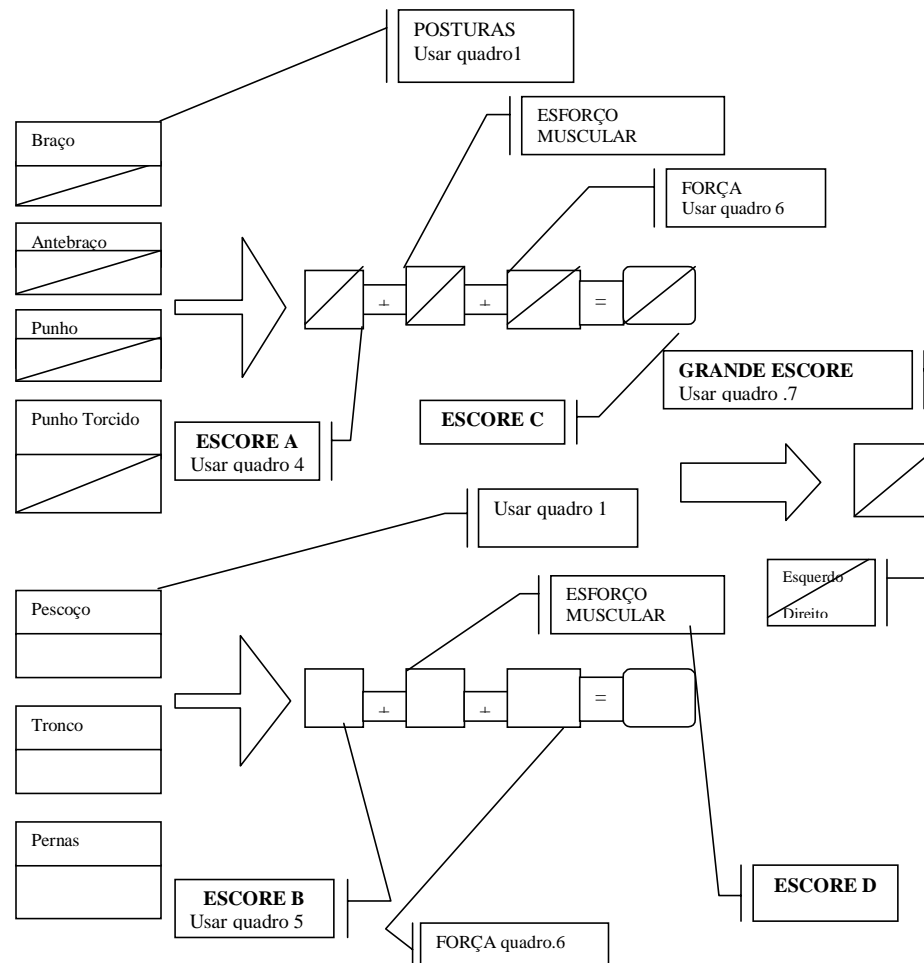 POSTURAS
Usar quadro1
ESFORÇO
MUSCULAR
Braço
FORÇA
Usar quadro 6
Antebraço
+
+
=
Punho
GRANDE ESCORE
Usar quadro .7
Punho Torcido
ESCORE C
ESCORE A
Usar quadro 4
Usar quadro 1
Esquerdo
Direito
Pescoço
ESFORÇO
MUSCULAR
+
+
=
Tronco
Pernas
ESCORE B
Usar quadro 5
ESCORE D
FORÇA quadro.6